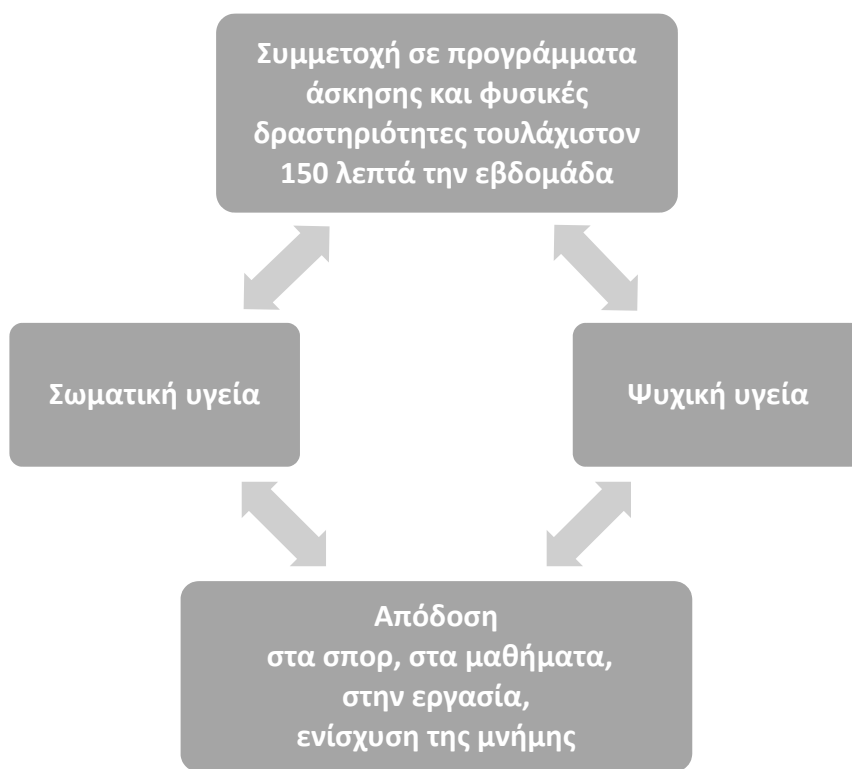 Συμμετοχή σε προγράμματα
άσκησης και φυσικές
δραστηριότητες τουλάχιστον
150 λεπτά την εβδομάδα
Σωματική υγεία
Ψυχική υγεία
Απόδοση
στα σπορ, στα μαθήματα,
στην εργασία,
ενίσχυση της μνήμης